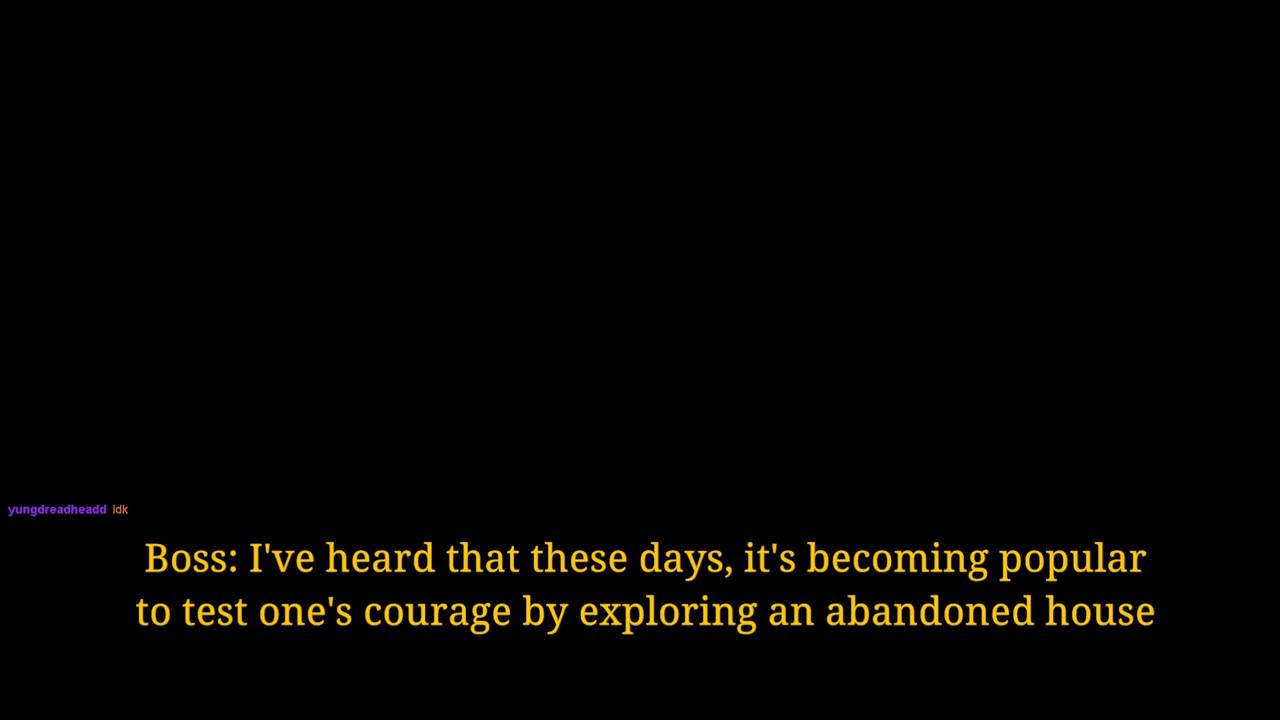 yungdreadheadd idk
Boss: I've heard that these days, it's becoming popular
to test one's courage by exploring an abandoned house